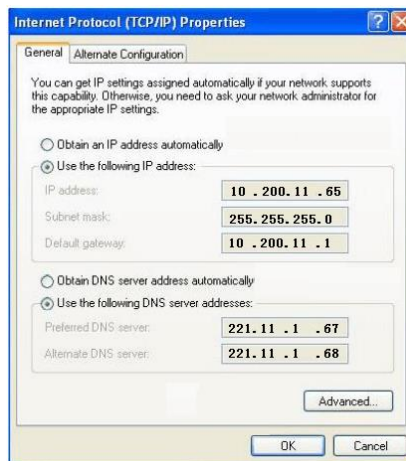 Internet Protocol (TCP/IP) Properties
General
Alternate Configuration
You can get IP settings assigned automatically if your network supports
this capability. Otherwise, you need to ask your network administrator for
the appropriate IP settings.
Obtain an IP address automatically
Use the following IP address:
IP address: 10 .200.11 .65
Subnet mask: 255.255.255.0
Default gateway: 10 .200.11 .1
Obtain DNS server address automatically
Use the following DNS server addresses:
Preferred DNS server: 221.11 .1 .67
Alternate DNS server: 221.11 .1 .68
Advanced...
OK
Cancel